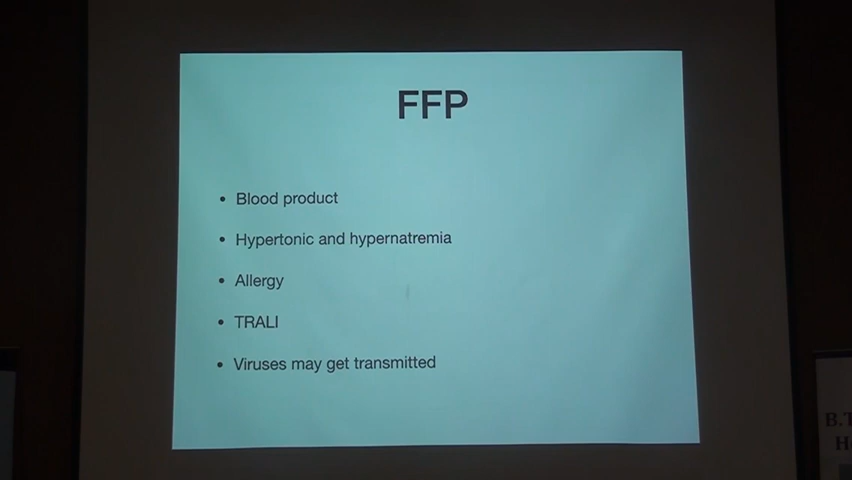 FFP
• Blood product
• Hypertonic and hypernatremia
• Allergy
• TRALI
• Viruses may get transmitted